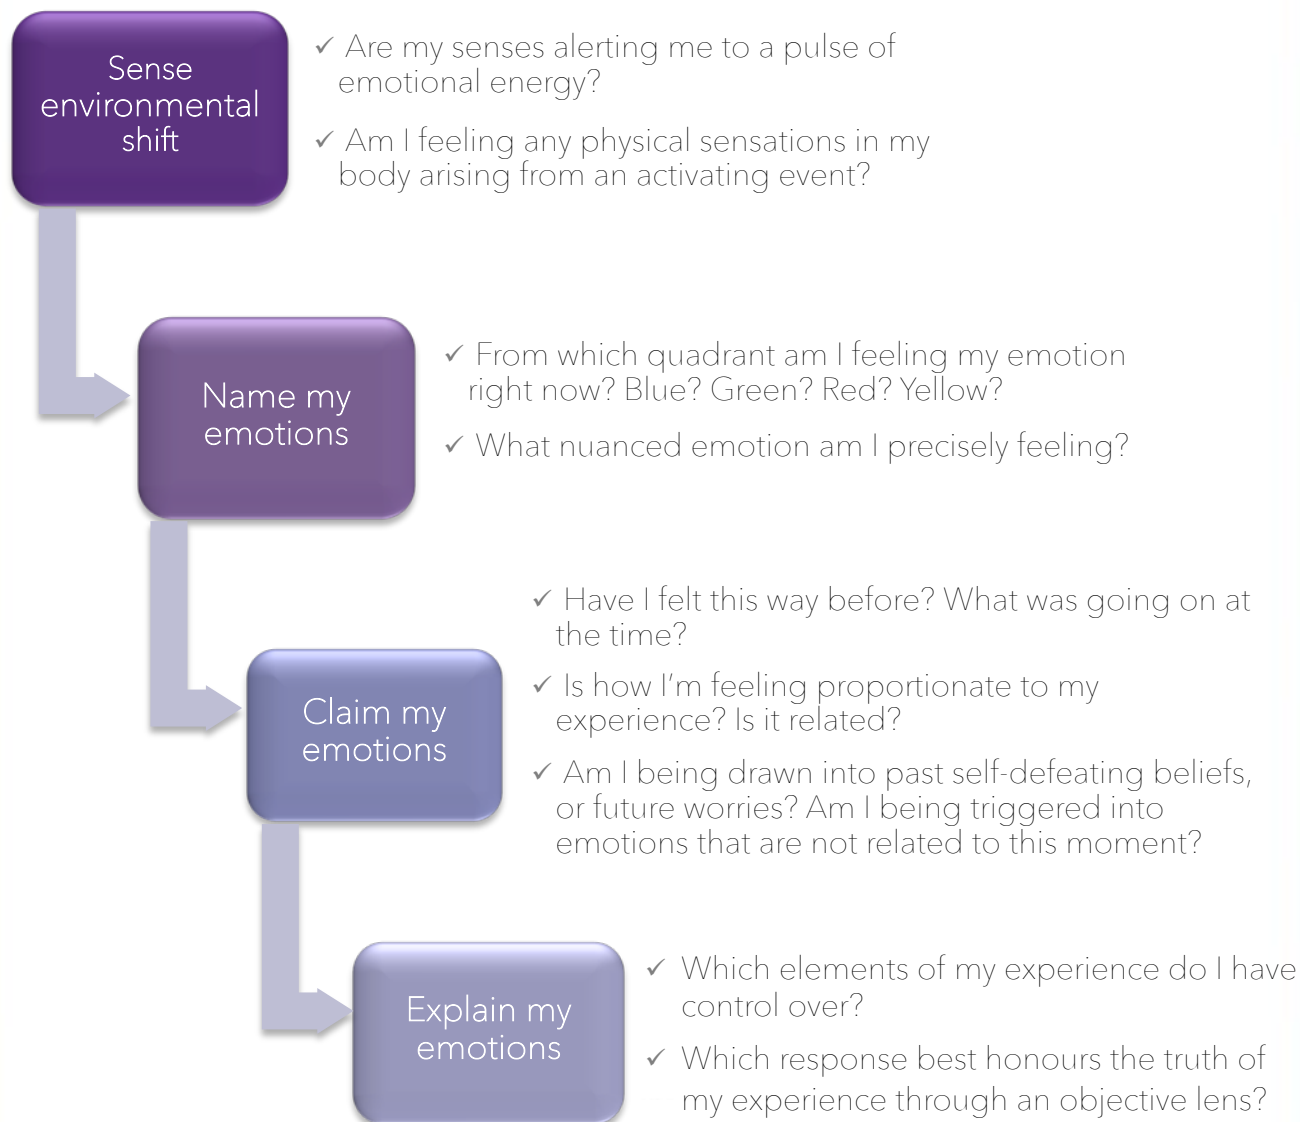 Sense
environmental
shift
✓ Are my senses alerting me to a pulse of
emotional energy?
✓ Am I feeling any physical sensations in my
body arising from an activating event?
Name my
emotions
✓ From which quadrant am I feeling my emotion
right now? Blue? Green? Red? Yellow?
✓ What nuanced emotion am I precisely feeling?
Claim my
emotions
✓ Have I felt this way before? What was going on at
the time?
✓ Is how I’m feeling proportionate to my
experience? Is it related?
✓ Am I being drawn into past self-defeating beliefs,
or future worries? Am I being triggered into
emotions that are not related to this moment?
Explain my
emotions
✓ Which elements of my experience do I have
control over?
✓ Which response best honours the truth of
my experience through an objective lens?